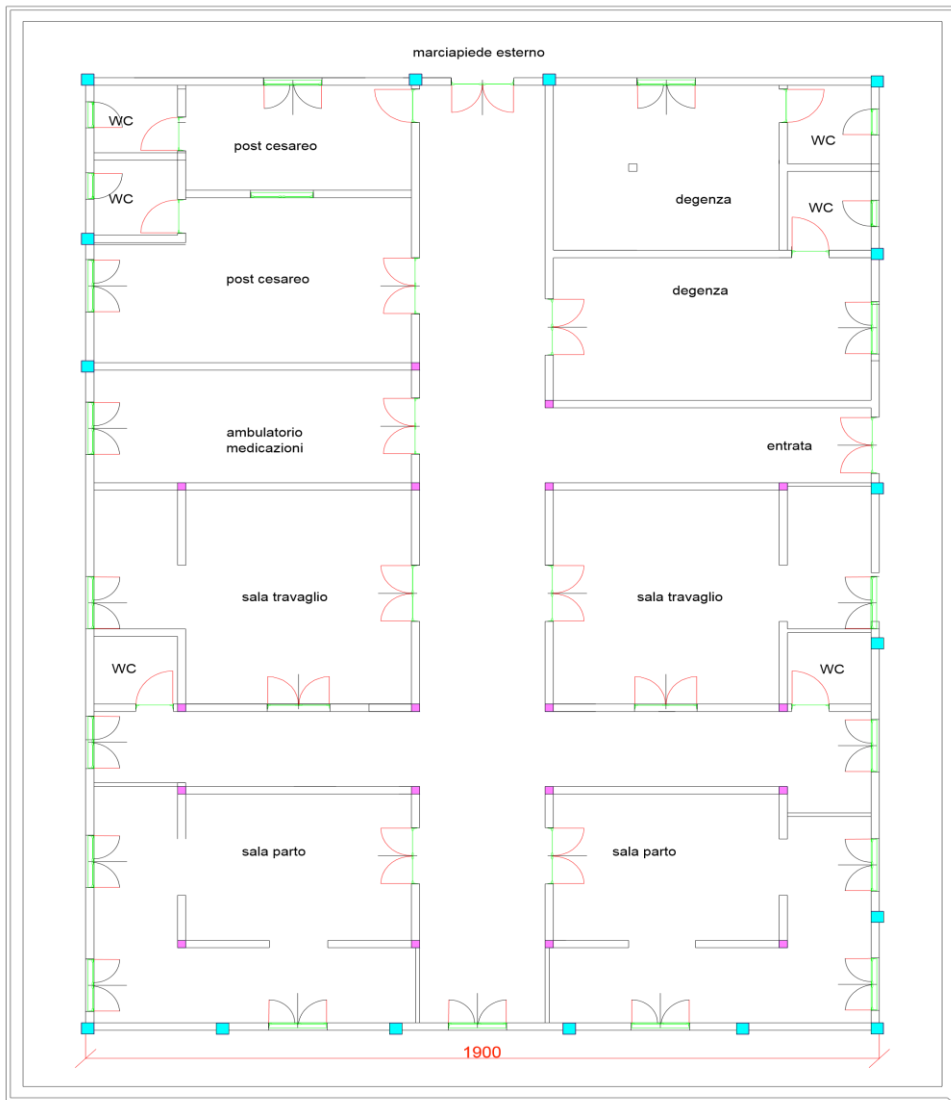 marciapiede esterno
WC
post cesareo
WC
WC
degenza
WC
post cesareo
degenza
ambulatorio
medicazioni
entrata
sala travaglio
sala travaglio
WC
WC
sala parto
sala parto
1900